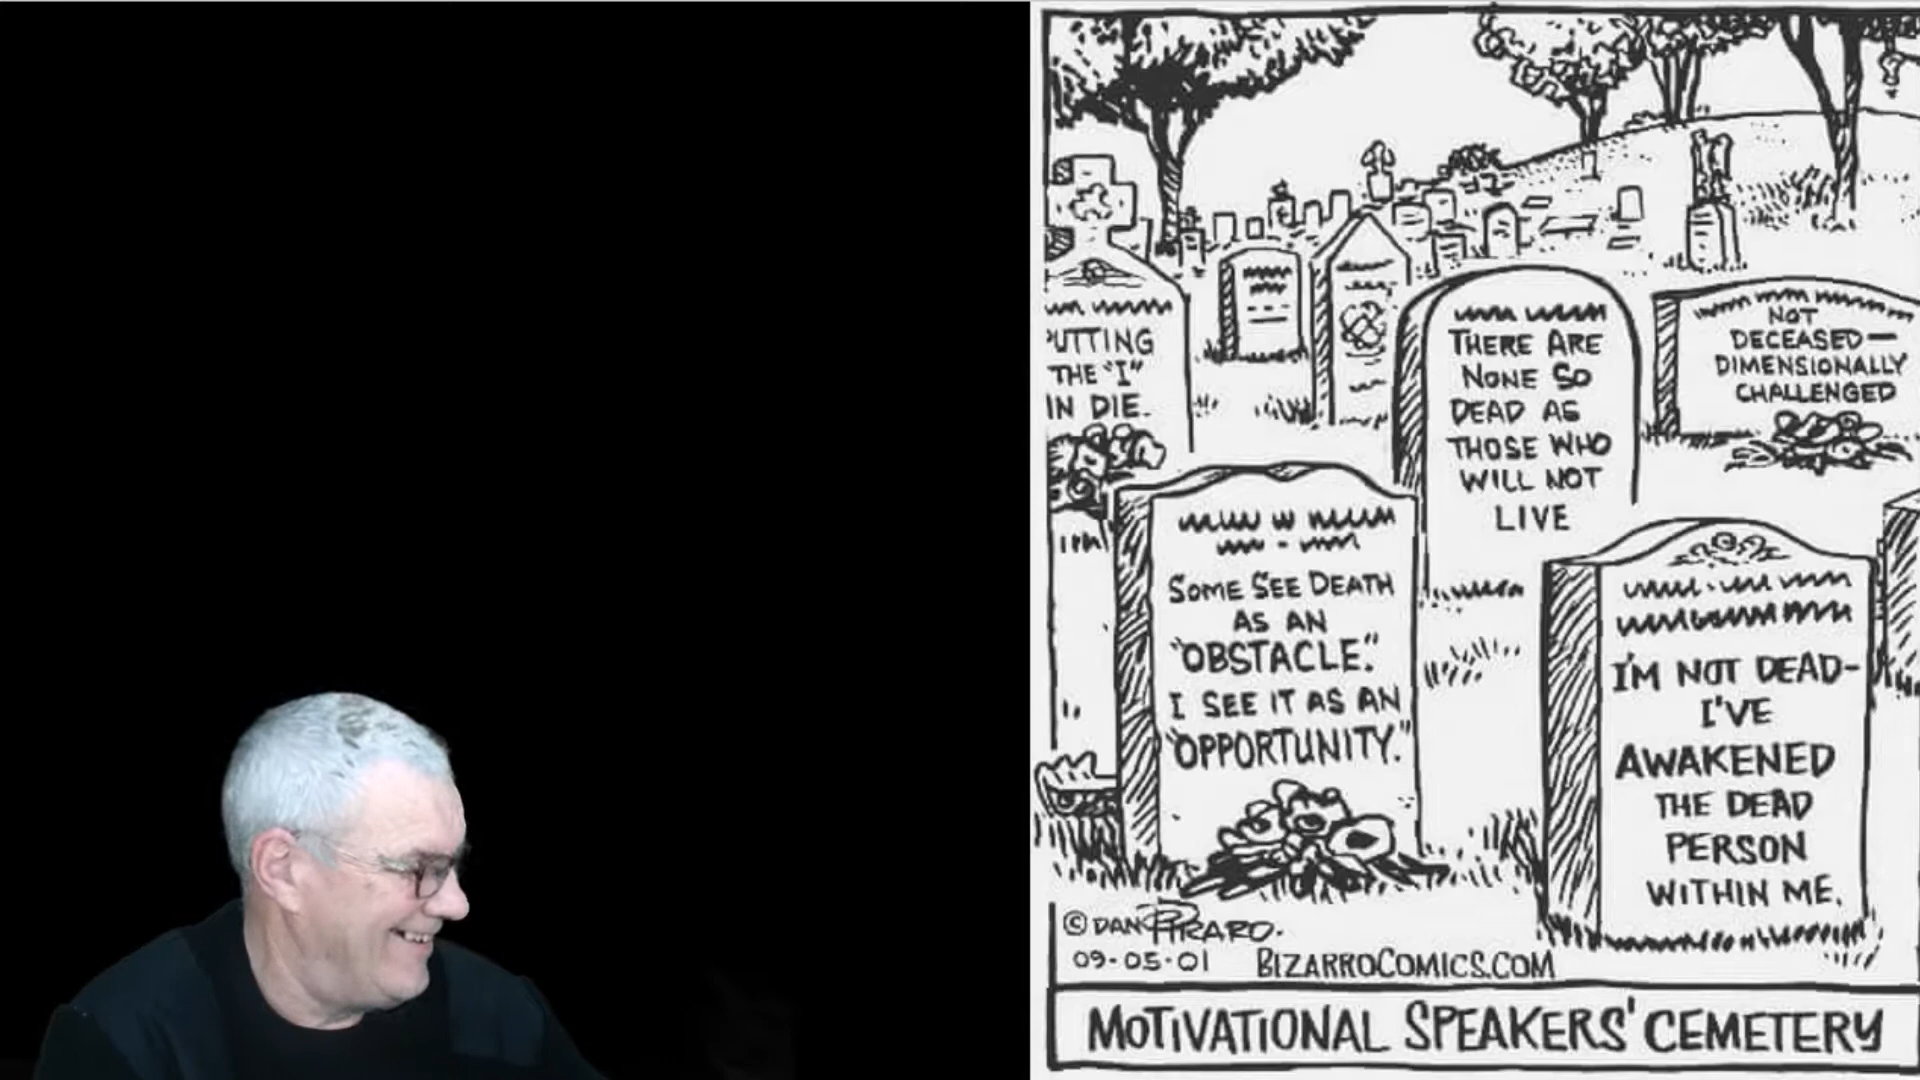 PUTTING
THE "I"
IN DIE.
THERE ARE
NONE SO
DEAD AS
THOSE WHO
WILL NOT
LIVE
NOT
DECEASED—
DIMENSIONALLY
CHALLENGED
SOME SEE DEATH
AS AN
"OBSTACLE."
I SEE IT AS AN
"OPPORTUNITY."
I'M NOT DEAD-
I'VE
AWAKENED
THE DEAD
PERSON
WITHIN ME.
© DAN PIRARO.
09-05-01 BIZARROCOMICS.COM
MOTIVATIONAL SPEAKERS' CEMETERY